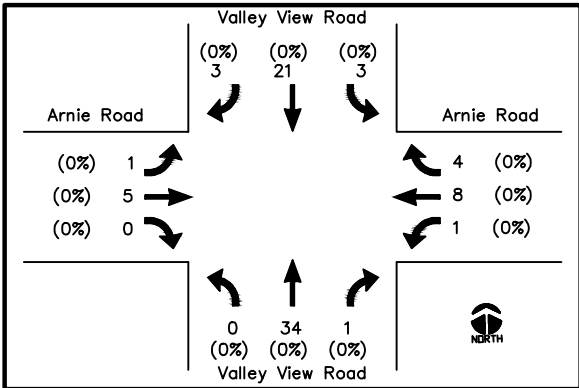 Valley View Road
(0%) (0%) (0%)
3 21 3
Arnie Road Arnie Road
(0%) 1 4 (0%)
(0%) 5 8 (0%)
(0%) 0 1 (0%)
0 34 1
(0%) (0%) (0%)
NORTH
Valley View Road